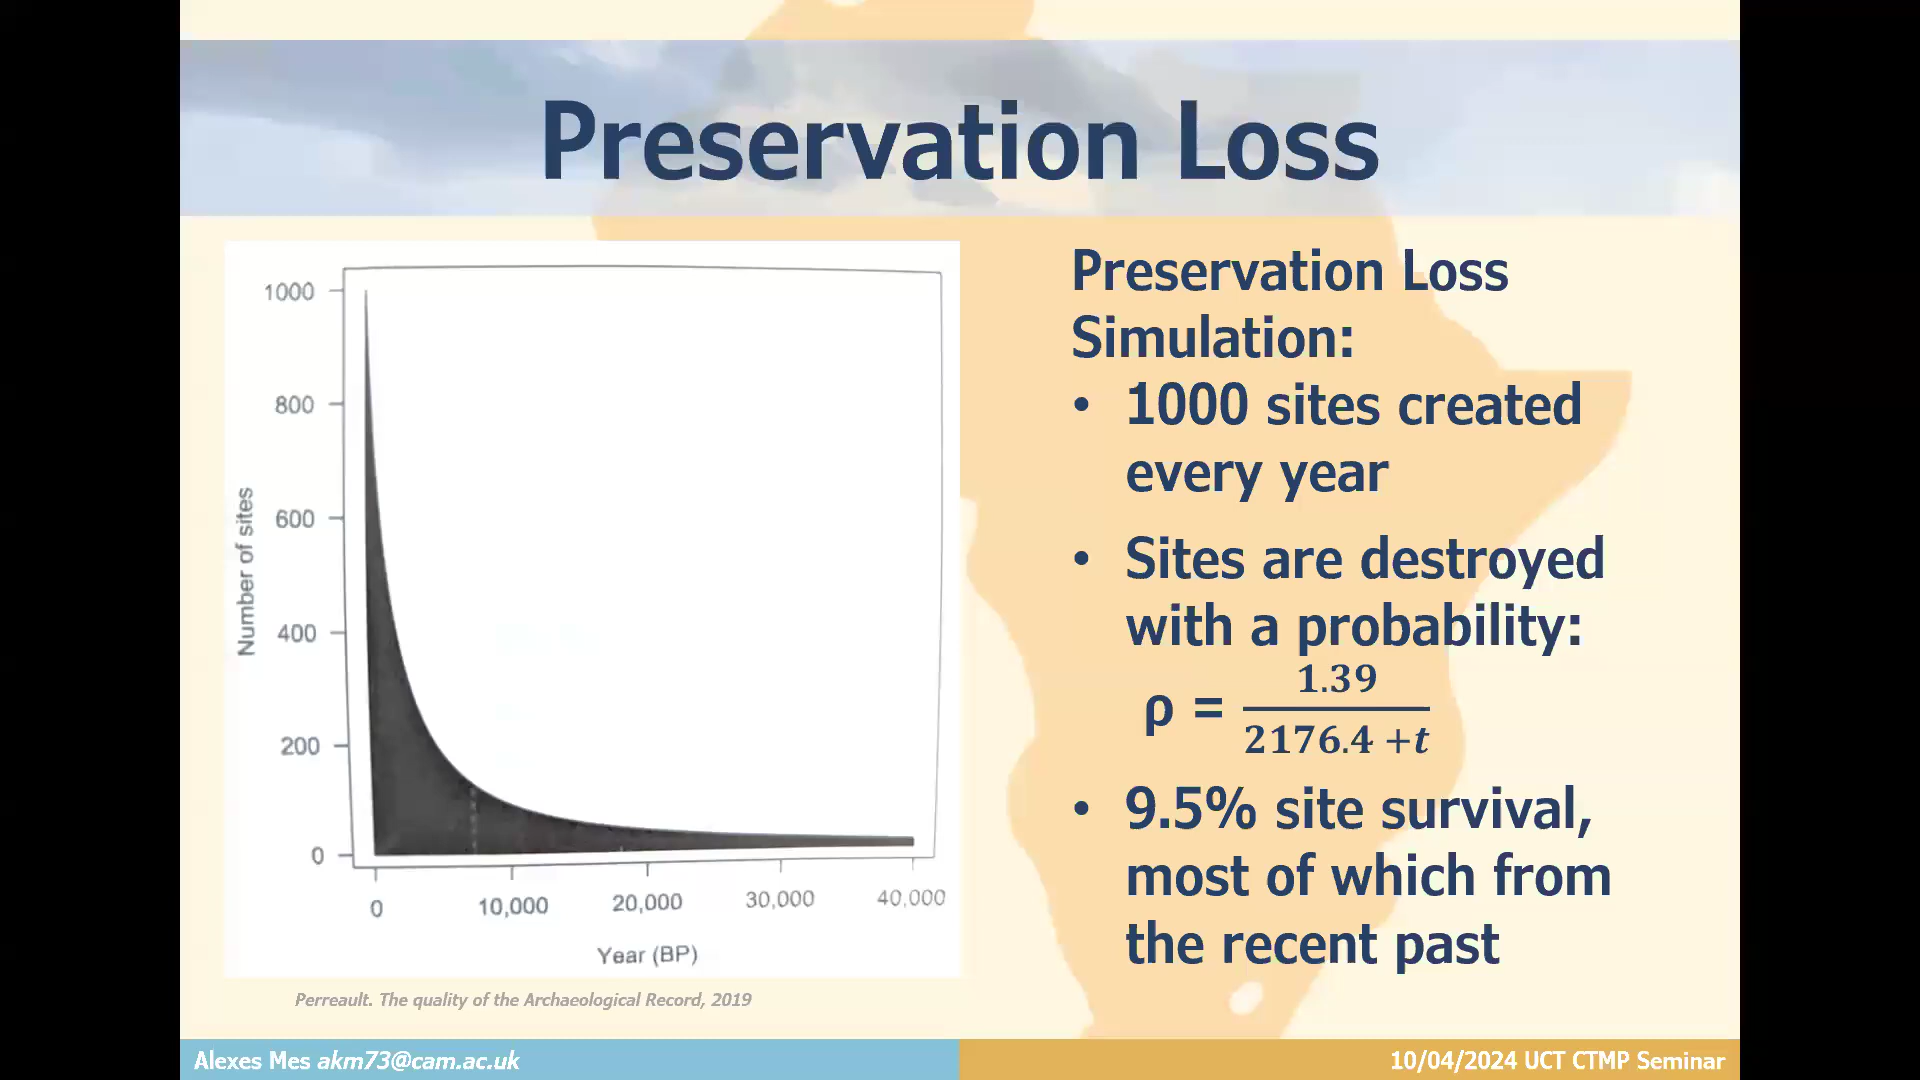 Preservation Loss
1000
800
600
400
200
0
Number of sites
0
10,000
20,000
30,000
40,000
Year (BP)
Perreault. The quality of the Archaeological Record, 2019
Preservation Loss
Simulation:
• 1000 sites created
every year
• Sites are destroyed
with a probability:
ρ = 1.39 / 2176.4 +t
• 9.5% site survival,
most of which from
the recent past
Alexes Mes akm73@cam.ac.uk
10/04/2024 UCT CTMP Seminar